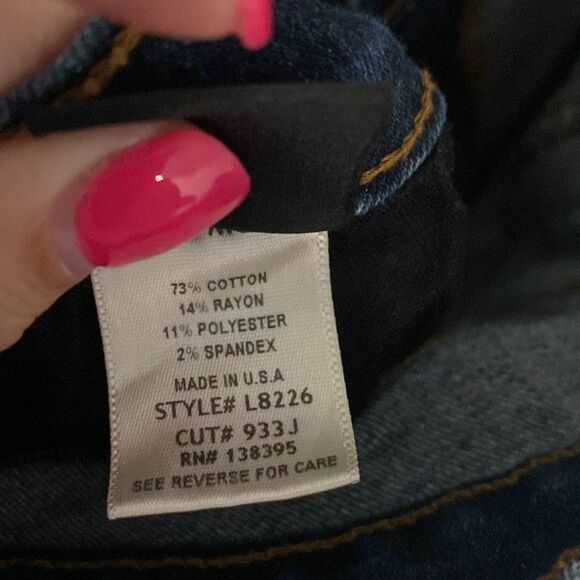 73% COTTON
14% RAYON
11% POLYESTER
2% SPANDEX
MADE IN U.S.A
STYLE# L8226
CUT# 933J
RN# 138395
SEE REVERSE FOR CARE